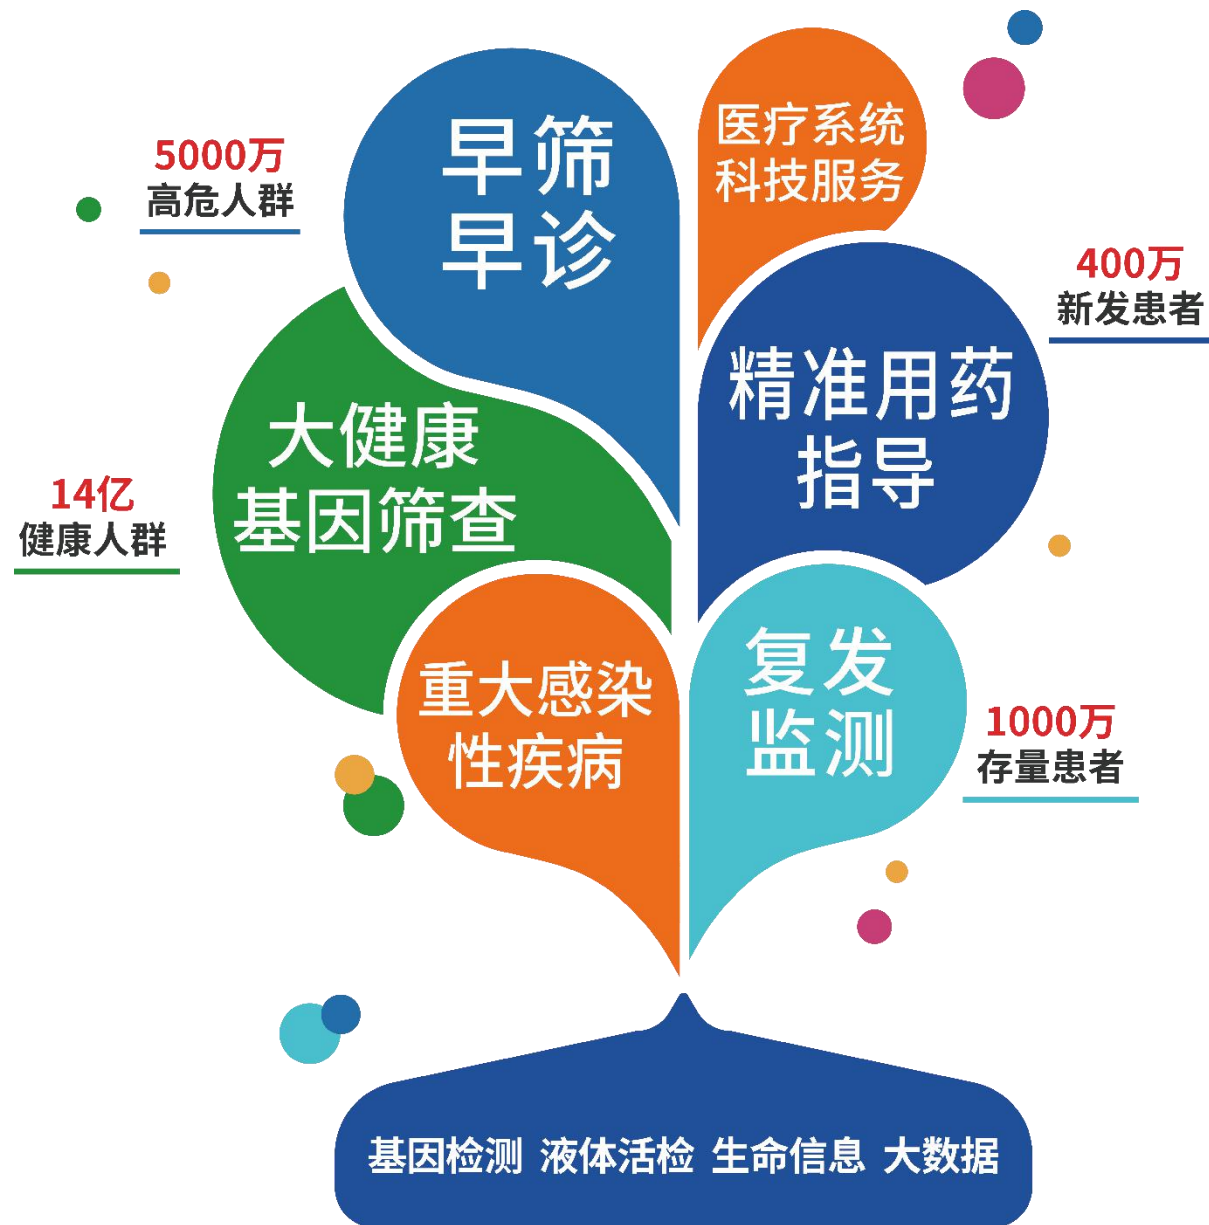 早筛
早诊
医疗系统
科技服务
5000万
高危人群
400万
新发患者
精准用药
指导
大健康
基因筛查
14亿
健康人群
重大感染
性疾病
复发
监测
1000万
存量患者
基因检测 液体活检 生命信息 大数据